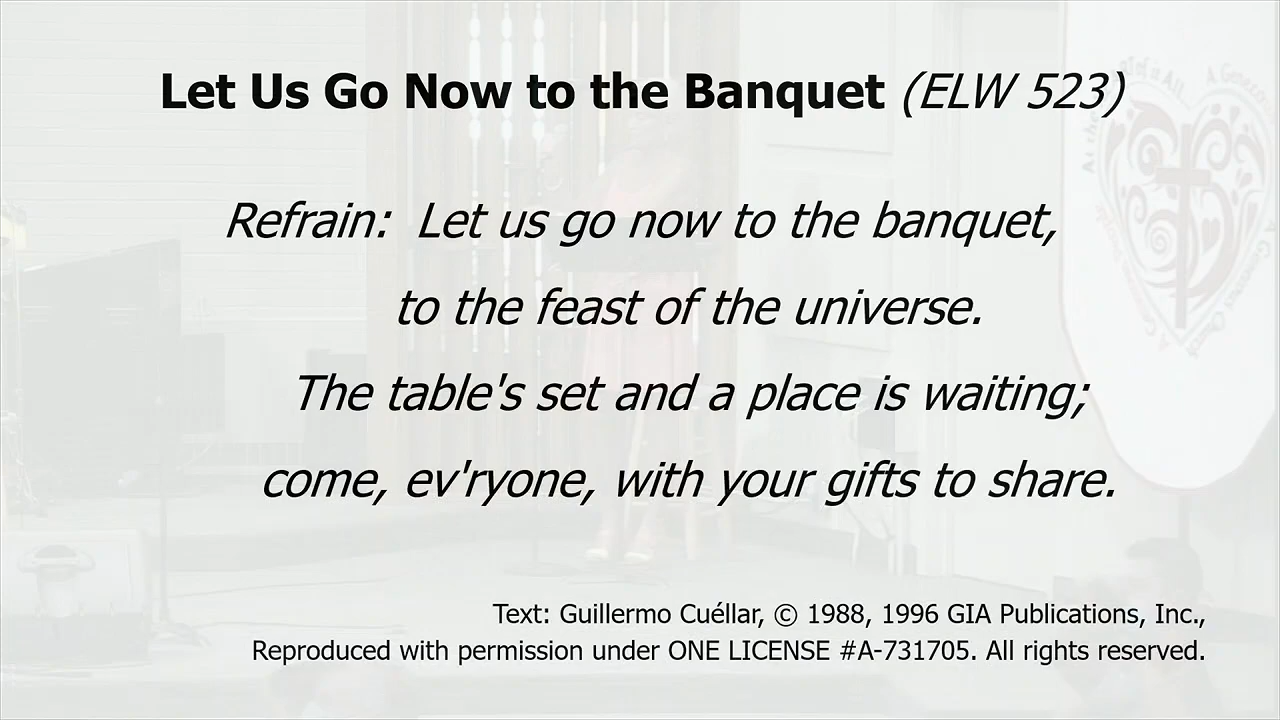 Let Us Go Now to the Banquet (ELW 523)
Refrain: Let us go now to the banquet,
to the feast of the universe.
The table's set and a place is waiting;
come, ev'ryone, with your gifts to share.
Text: Guillermo Cuéllar, © 1988, 1996 GIA Publications, Inc.,
Reproduced with permission under ONE LICENSE #A-731705. All rights reserved.